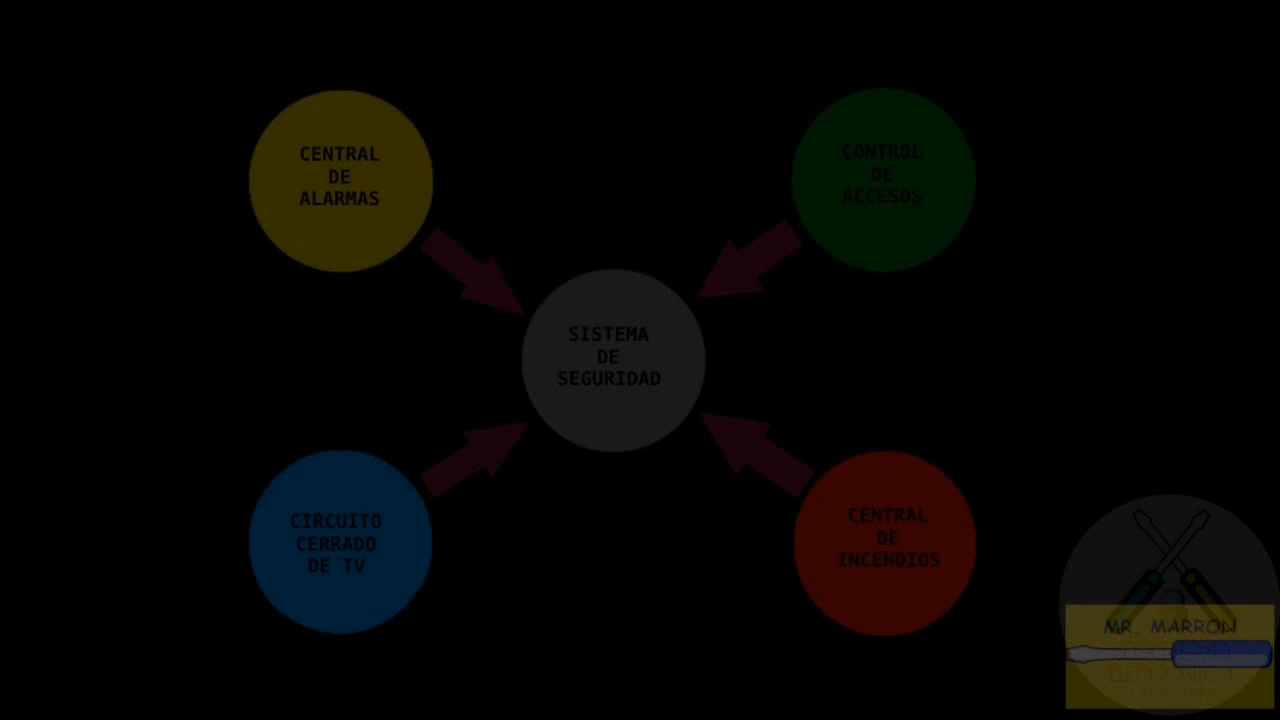 CENTRAL
DE
ALARMAS
CONTROL
DE
ACCESOS
SISTEMA
DE
SEGURIDAD
CIRCUITO
CERRADO
DE TV
CENTRAL
DE
INCENDIOS
MR. MARRON